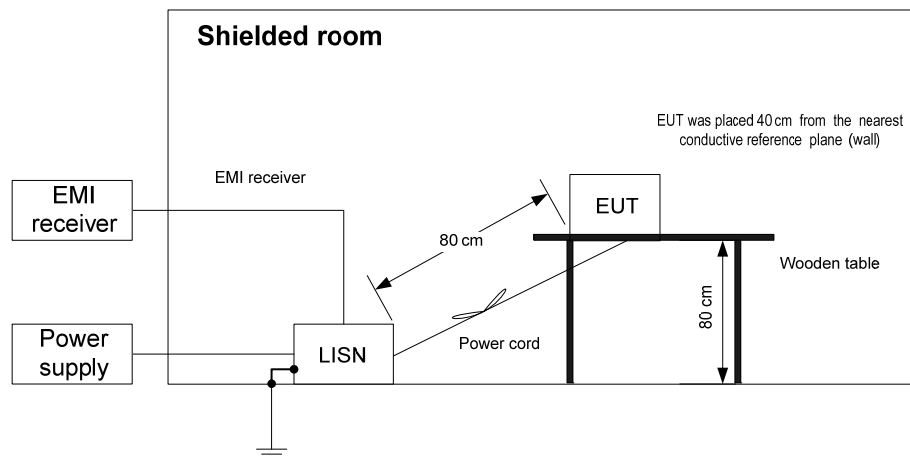 Shielded room
EUT was placed 40 cm from the nearest
conductive reference plane (wall)
EMI receiver
EMI
receiver
EUT
80 cm
Wooden table
80 cm
Power
supply
LISN
Power cord